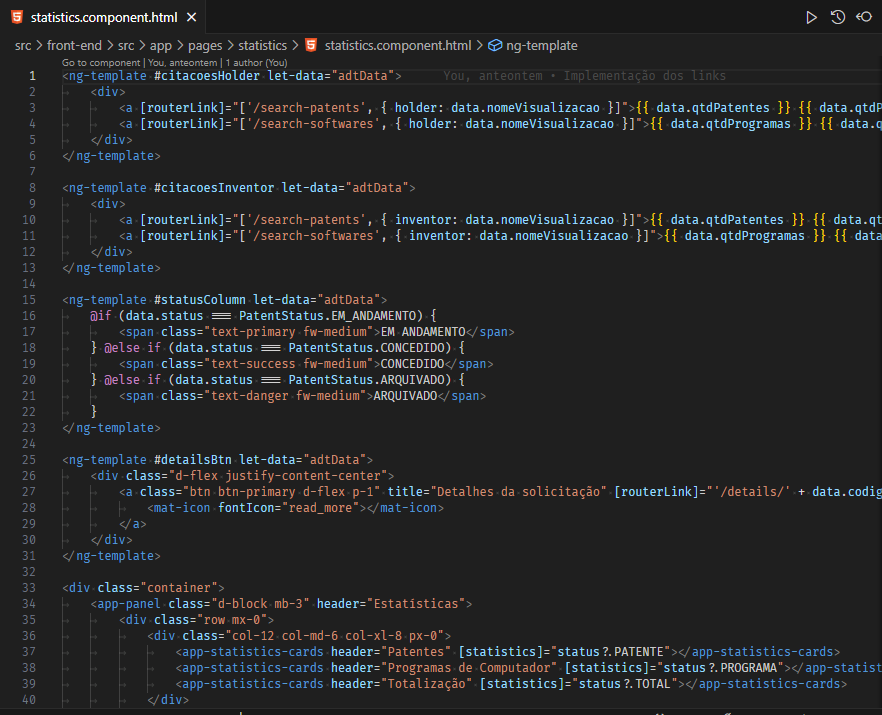 statistics.component.html
src > front-end > src > app > pages > statistics > statistics.component.html > ng-template
Go to component | You, anteontem | 1 author (You)
1 <ng-template #citacoesHolder let-data="adtData"> You, anteontem • Implementação dos links
2 <div>
3 <a [routerLink]="['/search-patents', { holder: data.nomeVisualizacao }]">{{ data.qtdPatentes }} {{ data.qtdP
4 <a [routerLink]="['/search-softwares', { holder: data.nomeVisualizacao }]">{{ data.qtdProgramas }} {{ data.q
5 </div>
6 </ng-template>
7
8 <ng-template #citacoesInventor let-data="adtData">
9 <div>
10 <a [routerLink]="['/search-patents', { inventor: data.nomeVisualizacao }]">{{ data.qtdPatentes }} {{ data.qt
11 <a [routerLink]="['/search-softwares', { inventor: data.nomeVisualizacao }]">{{ data.qtdProgramas }} {{ data
12 </div>
13 </ng-template>
14
15 <ng-template #statusColumn let-data="adtData">
16 @if (data.status === PatentStatus.EM_ANDAMENTO) {
17 <span class="text-primary fw-medium">EM ANDAMENTO</span>
18 } @else if (data.status === PatentStatus.CONCEDIDO) {
19 <span class="text-success fw-medium">CONCEDIDO</span>
20 } @else if (data.status === PatentStatus.ARQUIVADO) {
21 <span class="text-danger fw-medium">ARQUIVADO</span>
22 }
23 </ng-template>
24
25 <ng-template #detailsBtn let-data="adtData">
26 <div class="d-flex justify-content-center">
27 <a class="btn btn-primary d-flex p-1" title="Detalhes da solicitação" [routerLink]="'/details/' + data.codig
28 <mat-icon fontIcon="read_more"></mat-icon>
29 </a>
30 </div>
31 </ng-template>
32
33 <div class="container">
34 <app-panel class="d-block mb-3" header="Estatísticas">
35 <div class="row mx-0">
36 <div class="col-12 col-md-6 col-xl-8 px-0">
37 <app-statistics-cards header="Patentes" [statistics]="status?.PATENTE"></app-statistics-cards>
38 <app-statistics-cards header="Programas de Computador" [statistics]="status?.PROGRAMA"></app-statist
39 <app-statistics-cards header="Totalização" [statistics]="status?.TOTAL"></app-statistics-cards>
40 </div>